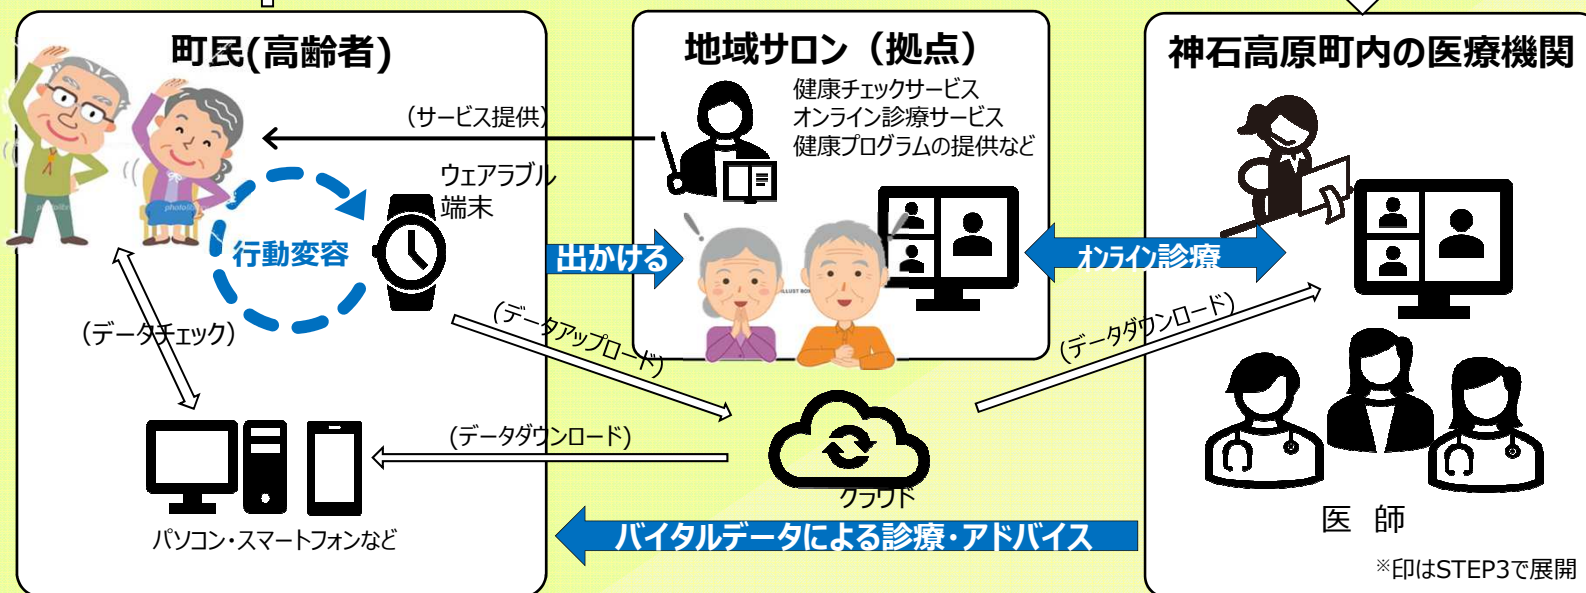 町民(高齢者)
(サービス提供)
ウェアラブル
端末
行動変容
(データチェック)
(データアップロード)
(データダウンロード)
パソコン・スマートフォンなど
出かける
地域サロン（拠点）
健康チェックサービス
オンライン診療サービス
健康プログラムの提供など
オンライン診療
(データダウンロード)
クラウド
バイタルデータによる診療・アドバイス
神石高原町内の医療機関
医 師
※印はSTEP3で展開